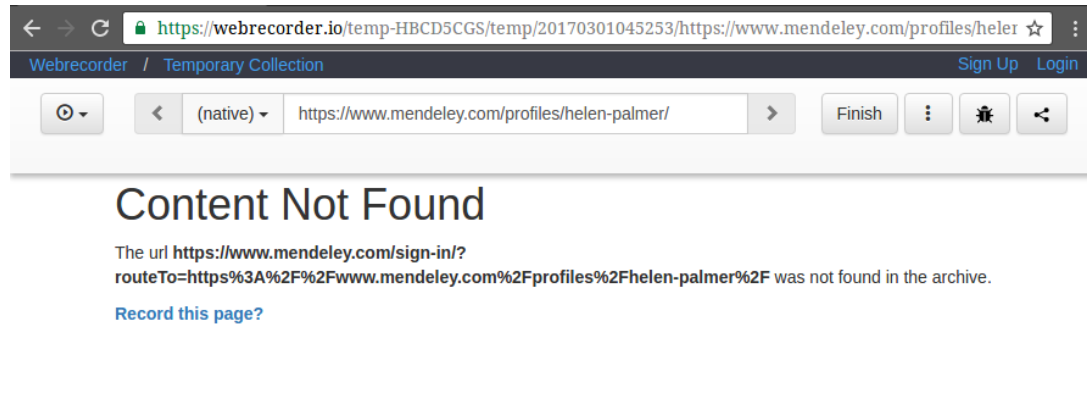 https://webrecorder.io/temp-HBCD5CGS/temp/20170301045253/https://www.mendeley.com/profiles/heler
Webrecorder / Temporary Collection Sign Up Login
(native) https://www.mendeley.com/profiles/helen-palmer/ Finish
Content Not Found
The url https://www.mendeley.com/sign-in/?
routeTo=https%3A%2F%2Fwww.mendeley.com%2Fprofiles%2Fhelen-palmer%2F was not found in the archive.
Record this page?